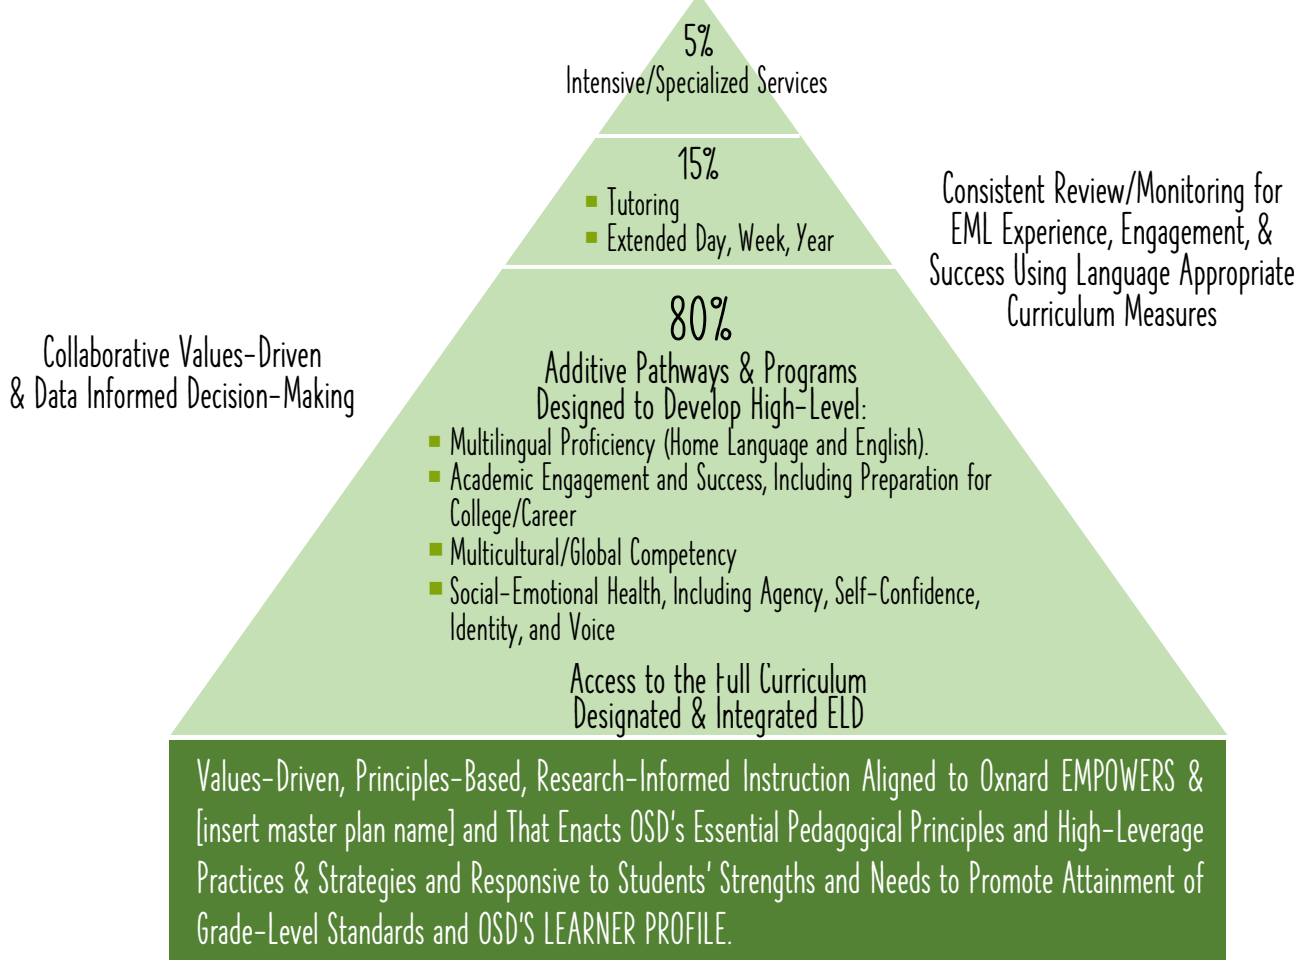 5%
Intensive/Specialized Services
15%
Tutoring
Extended Day, Week, Year
Consistent Review/Monitoring for
EML Experience, Engagement, &
Success Using Language Appropriate
Curriculum Measures
Collaborative Values-Driven
& Data Informed Decision-Making
80%
Additive Pathways & Programs
Designed to Develop High-Level:
Multilingual Proficiency (Home Language and English).
Academic Engagement and Success, Including Preparation for
College/Career
Multicultural/Global Competency
Social-Emotional Health, Including Agency, Self-Confidence,
Identity, and Voice
Access to the Full Curriculum
Designated & Integrated ELD
Values-Driven, Principles-Based, Research-Informed Instruction Aligned to Oxnard EMPOWERS &
[insert master plan name] and That Enacts OSD's Essential Pedagogical Principles and High-Leverage
Practices & Strategies and Responsive to Students' Strengths and Needs to Promote Attainment of
Grade-Level Standards and OSD'S LEARNER PROFILE.